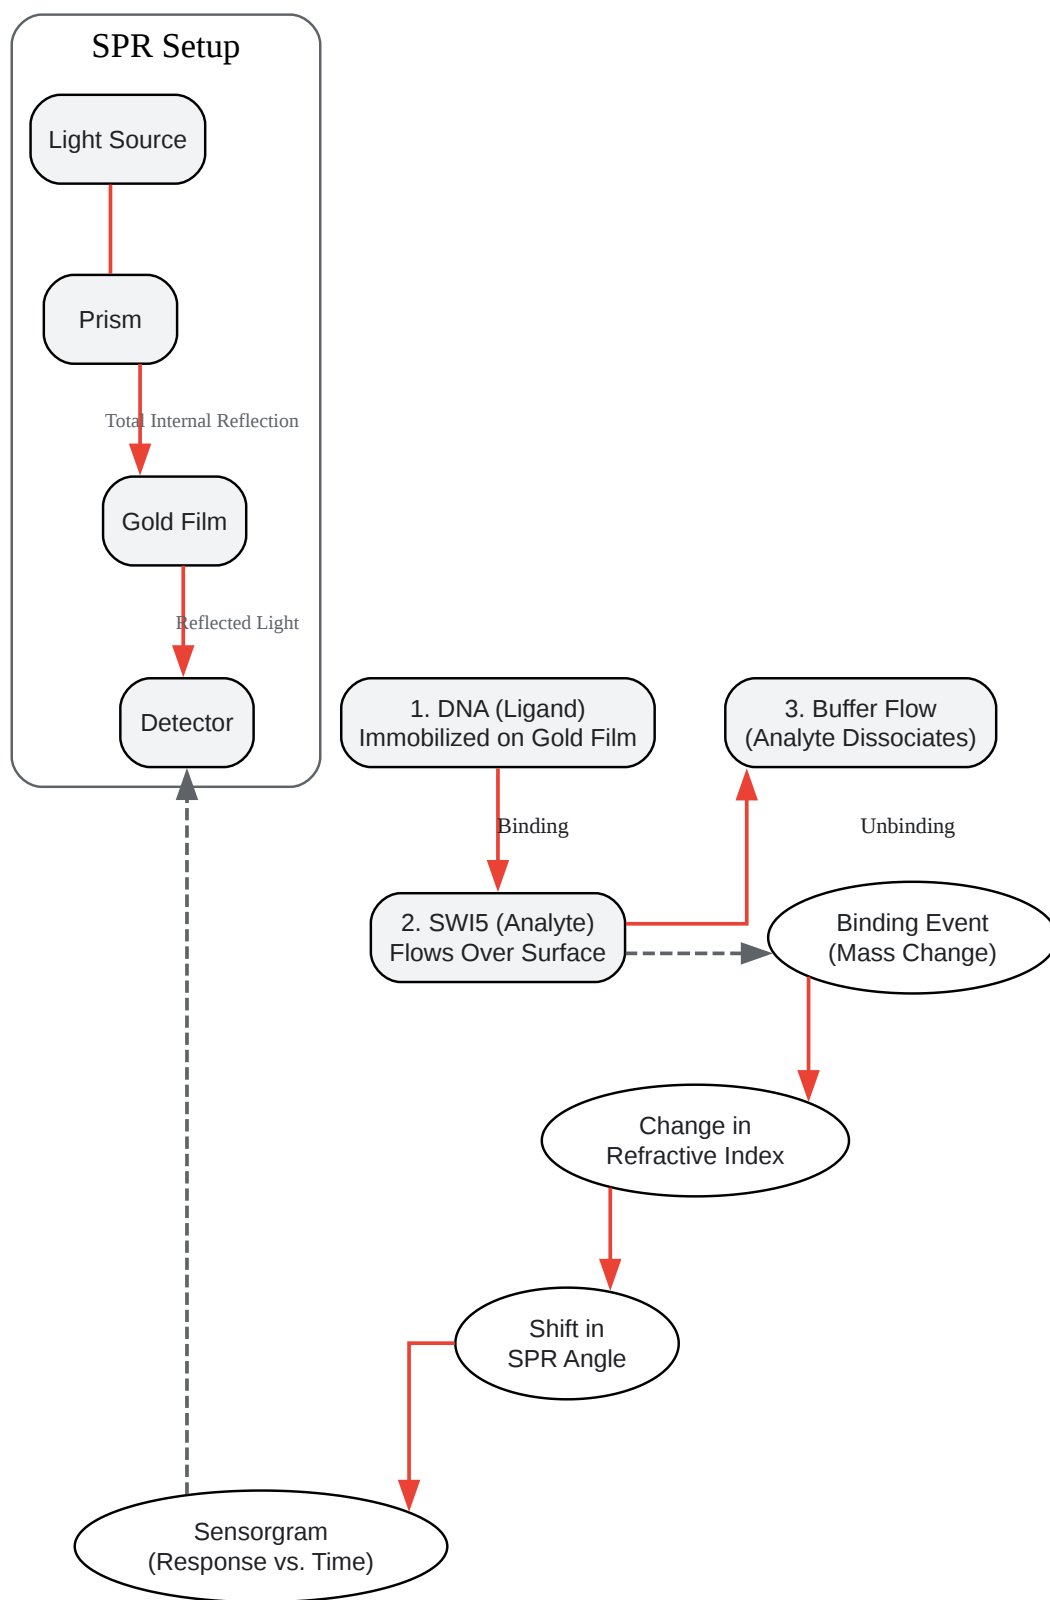 SPR Setup
Light Source
Prism
Total Internal Reflection
Gold Film
Reflected Light
Detector
1. DNA (Ligand)
Immobilized on Gold Film
3. Buffer Flow
(Analyte Dissociates)
Binding
Unbinding
2. SWI5 (Analyte)
Flows Over Surface
Binding Event
(Mass Change)
Change in
Refractive Index
Shift in
SPR Angle
Sensorgram
(Response vs. Time)